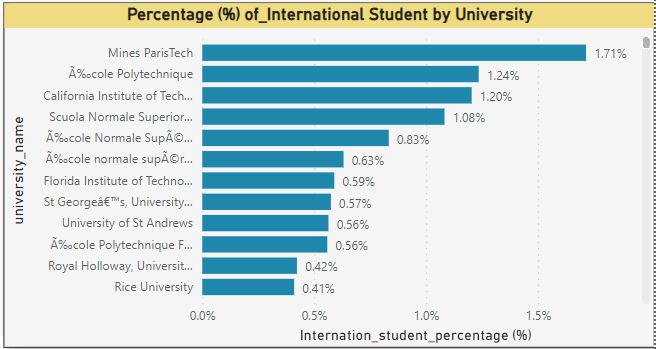 Percentage (%) of_International Student by University
Mines ParisTech 1.71%
Ã‰cole Polytechnique 1.24%
California Institute of Tech... 1.20%
Scuola Normale Superior... 1.08%
Ã‰cole Normale SupÃ©... 0.83%
Ã‰cole normale supÃ©r... 0.63%
Florida Institute of Techno... 0.59%
St Georgeâ€™s, University... 0.57%
University of St Andrews 0.56%
Ã‰cole Polytechnique F... 0.56%
Royal Holloway, Universit... 0.42%
Rice University 0.41%
university_name
0.0% 0.5% 1.0% 1.5%
Internation_student_percentage (%)